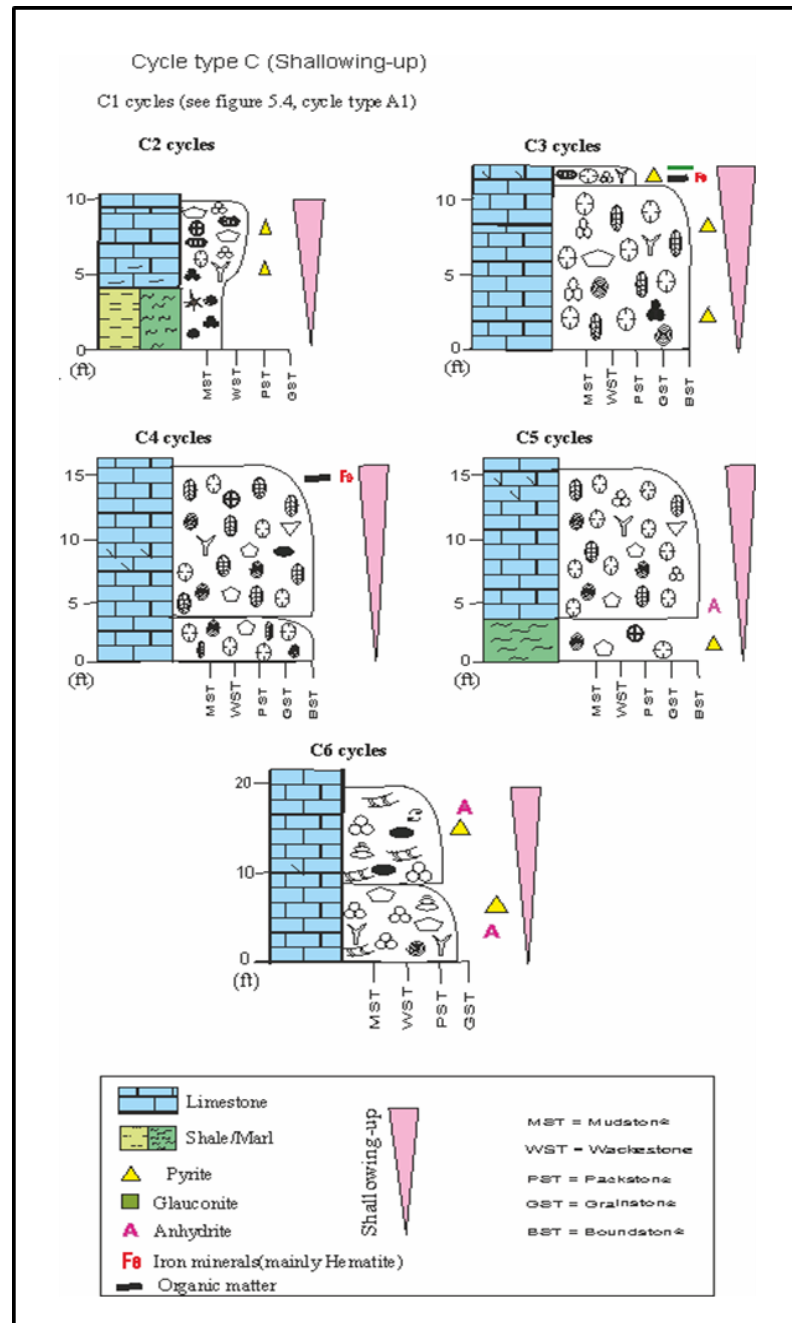 Cycle type C (Shallowing-up)
C1 cycles (see figure 5.4, cycle type A1)
C2 cycles
10
5
0
(ft)
MST
WST
PST
GST
C3 cycles
Fe
10
5
0
(ft)
MST
WST
PST
GST
BST
C4 cycles
15
Fe
10
5
0
(ft)
MST
WST
PST
GST
BST
C5 cycles
15
10
5
A
0
(ft)
MST
WST
PST
GST
BST
C6 cycles
20
A
10
A
0
(ft)
MST
WST
PST
GST
Limestone
Shale/Marl
Pyrite
Glauconite
A Anhydrite
Fe Iron minerals(mainly Hematite)
Organic matter
Shallowing-up
MST = Mudstone
WST = Wackestone
PST = Packstone
GST = Grainstone
BST = Boundstone